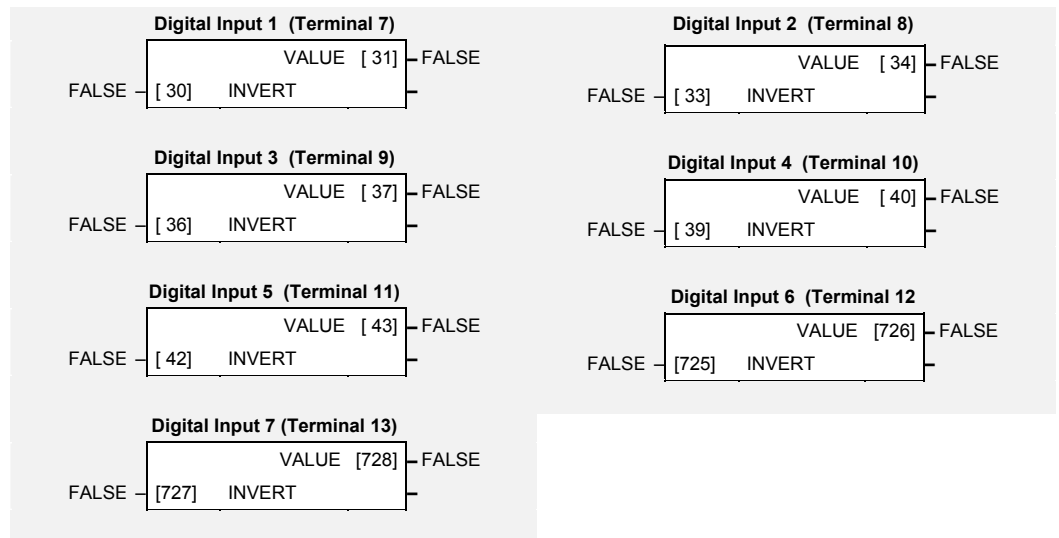 Digital Input 1 (Terminal 7)
VALUE [ 31] FALSE
FALSE [ 30] INVERT
Digital Input 2 (Terminal 8)
VALUE [ 34] FALSE
FALSE [ 33] INVERT
Digital Input 3 (Terminal 9)
VALUE [ 37] FALSE
FALSE [ 36] INVERT
Digital Input 4 (Terminal 10)
VALUE [ 40] FALSE
FALSE [ 39] INVERT
Digital Input 5 (Terminal 11)
VALUE [ 43] FALSE
FALSE [ 42] INVERT
Digital Input 6 (Terminal 12
VALUE [726] FALSE
FALSE [725] INVERT
Digital Input 7 (Terminal 13)
VALUE [728] FALSE
FALSE [727] INVERT